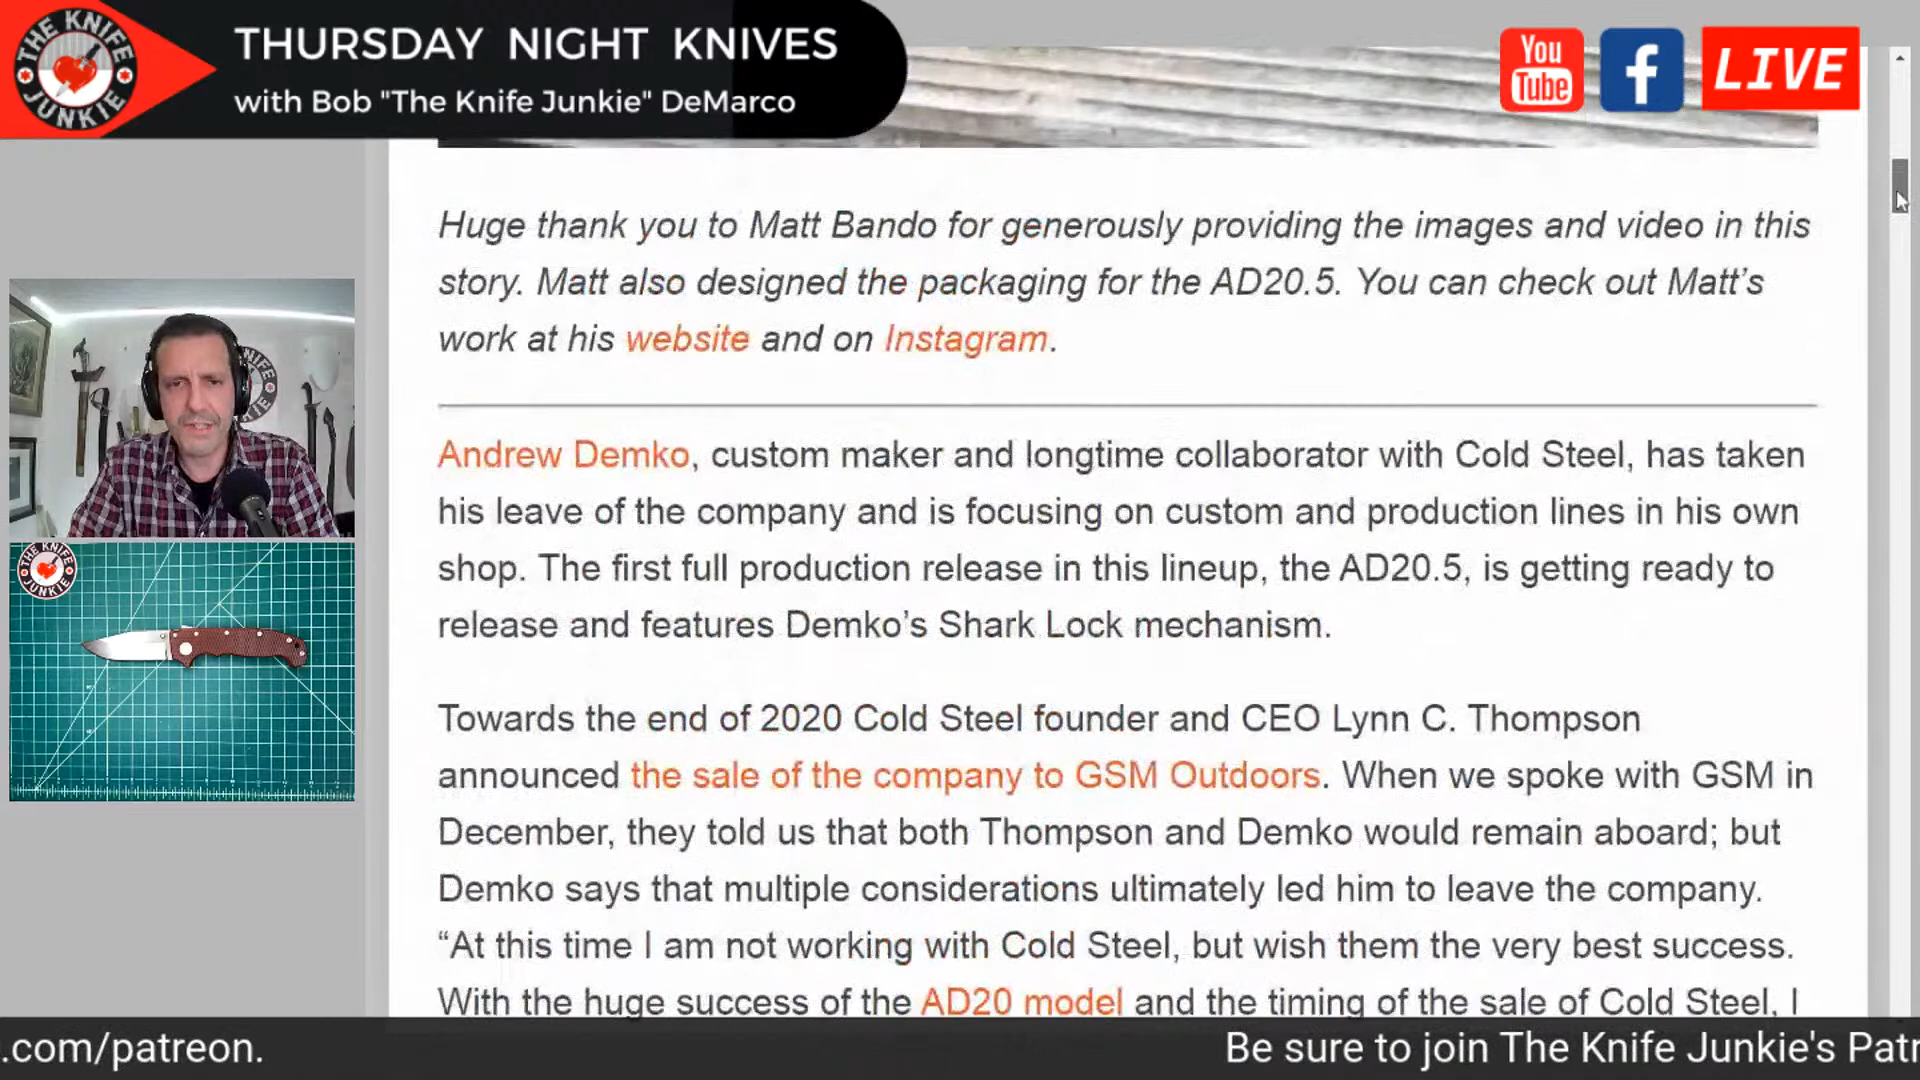 THE KNIFE JUNKIE
THURSDAY NIGHT KNIVES
with Bob "The Knife Junkie" DeMarco
You
Tube
f
LIVE
Huge thank you to Matt Bando for generously providing the images and video in this
story. Matt also designed the packaging for the AD20.5. You can check out Matt’s
work at his website and on Instagram.
Andrew Demko, custom maker and longtime collaborator with Cold Steel, has taken
his leave of the company and is focusing on custom and production lines in his own
shop. The first full production release in this lineup, the AD20.5, is getting ready to
release and features Demko’s Shark Lock mechanism.
Towards the end of 2020 Cold Steel founder and CEO Lynn C. Thompson
announced the sale of the company to GSM Outdoors. When we spoke with GSM in
December, they told us that both Thompson and Demko would remain aboard; but
Demko says that multiple considerations ultimately led him to leave the company.
“At this time I am not working with Cold Steel, but wish them the very best success.
With the huge success of the AD20 model and the timing of the sale of Cold Steel, I
THE KNIFE
JUNKIE
.com/patreon.
Be sure to join The Knife Junkie's Patr